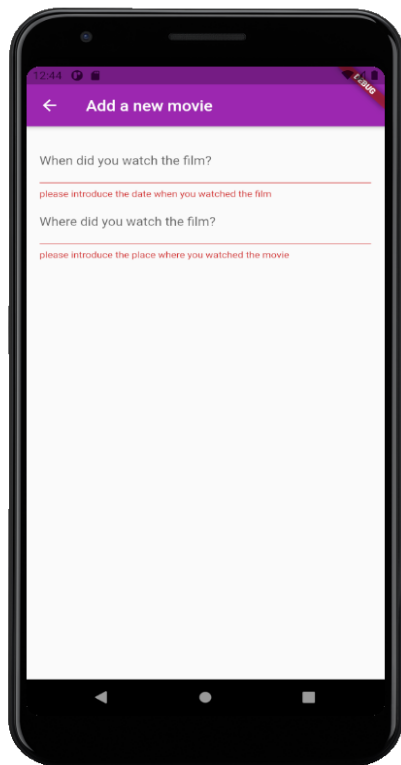 12:44
DEBUG
Add a new movie
When did you watch the film?
please introduce the date when you watched the film
Where did you watch the film?
please introduce the place where you watched the movie